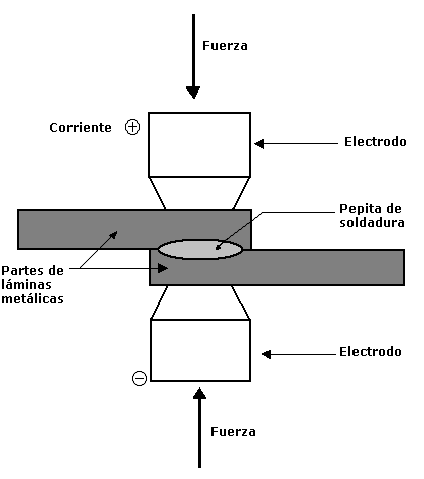 Fuerza
Corriente +
Electrodo
Pepita de
soldadura
Partes de
láminas
metálicas
Electrodo
−
Fuerza